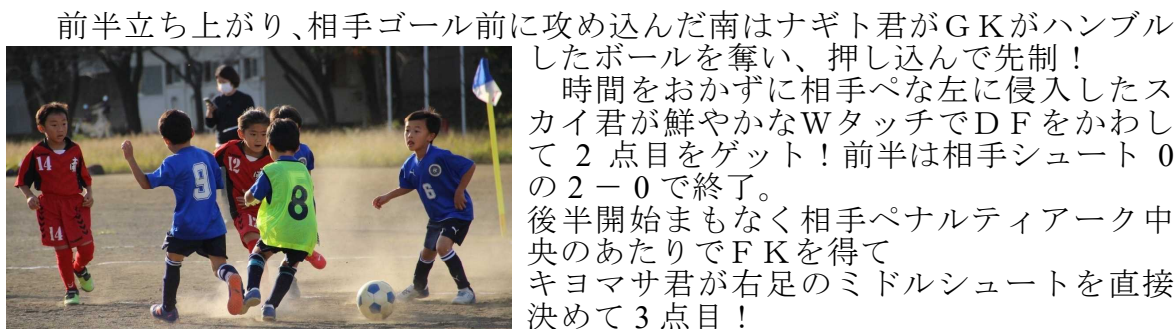 前半立ち上がり、相手ゴール前に攻め込んだ南はナギト君がＧＫがハンブル
したボールを奪い、押し込んで先制！
時間をおかずに相手ペな左に侵入したス
カイ君が鮮やかなＷタッチでＤＦをかわし
て 2 点目をゲット！前半は相手シュート 0
の２－０で終了。
後半開始まもなく相手ペナルティアーク中
央のあたりでＦＫを得て
キヨマサ君が右足のミドルシュートを直接
決めて３点目！
14
14
9
12
8
6